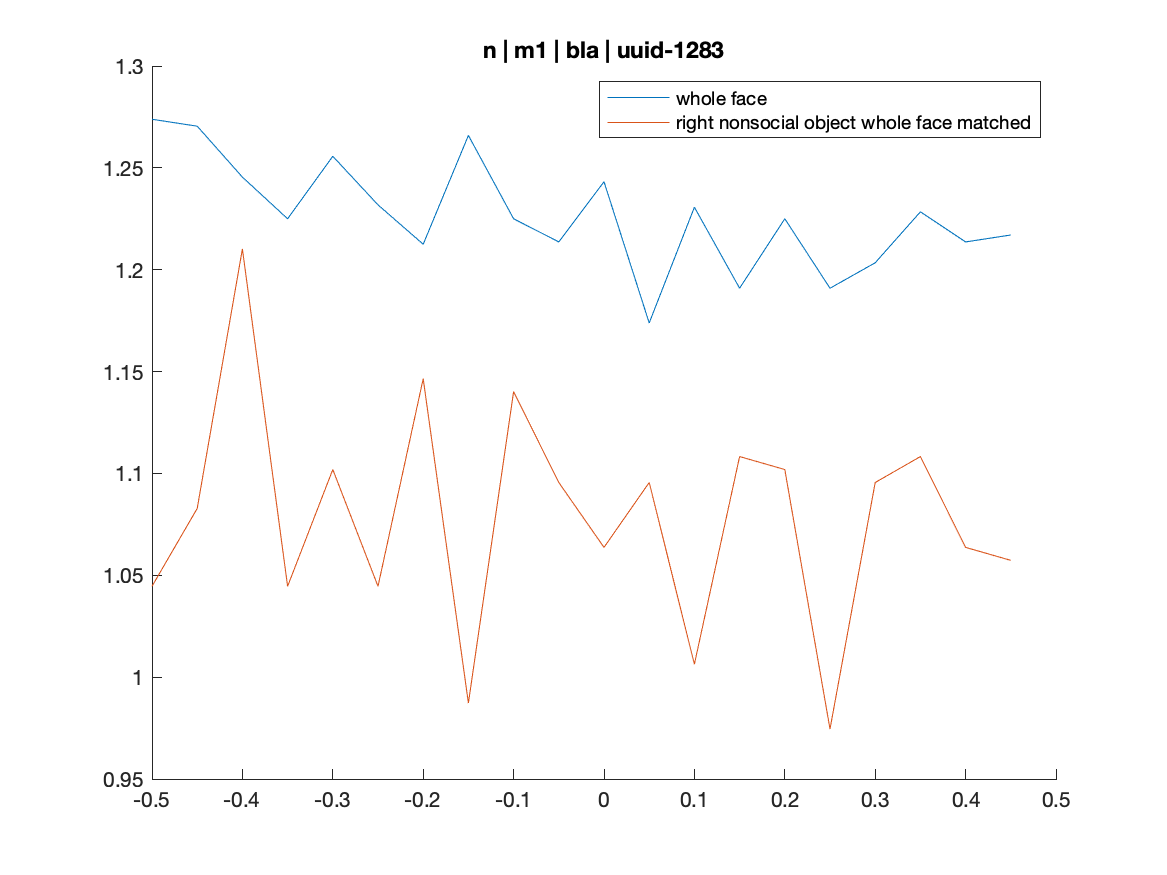 n | m1 | bla | uuid-1283
whole face
right nonsocial object whole face matched
1.3
1.25
1.2
1.15
1.1
1.05
1
0.95
-0.5 -0.4 -0.3 -0.2 -0.1 0 0.1 0.2 0.3 0.4 0.5